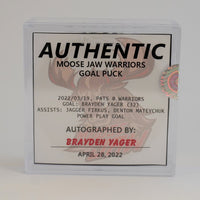 AUTHENTIC
MOOSE JAW WARRIORS
GOAL PUCK
2022/03/19, PATS @ WARRIORS
GOAL: BRAYDEN YAGER (32)
ASSISTS: JAGGER FIRKUS, DENTON MATEYCHUK
POWER PLAY GOAL
AUTOGRAPHED BY:
BRAYDEN YAGER
APRIL 28, 2022